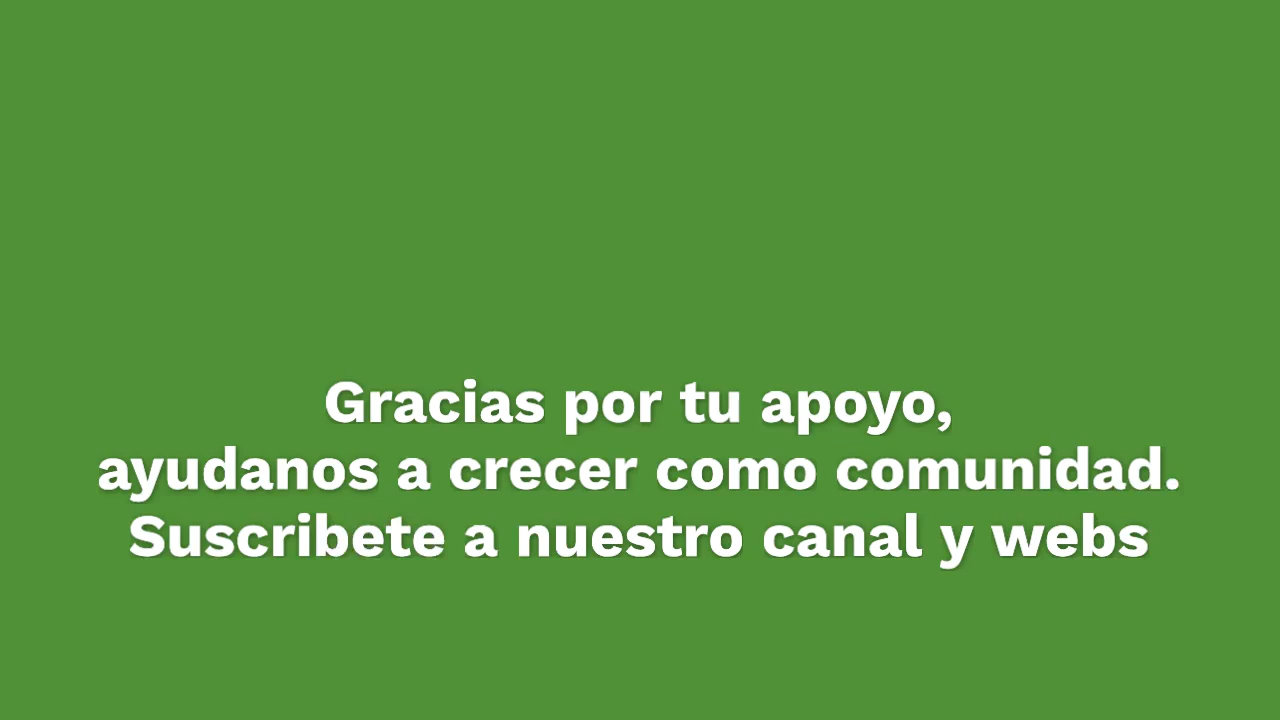 Gracias por tu apoyo,
ayudanos a crecer como comunidad.
Suscribete a nuestro canal y webs